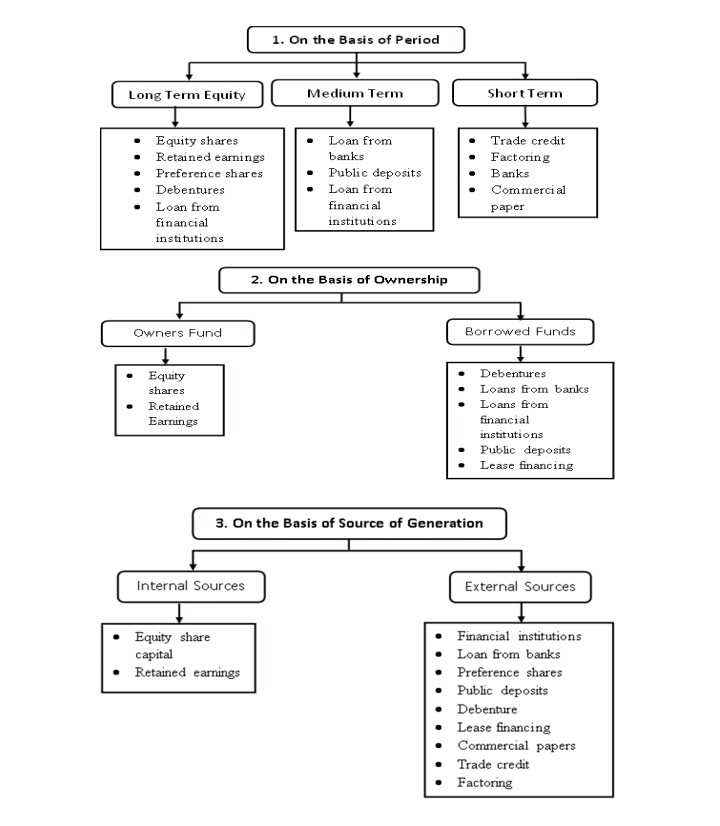 1. On the Basis of Period
Long Term Equity
Medium Term
Short Term
Equity shares
Retained earnings
Preference shares
Debentures
Loan from
financial
institutions
Loan from
banks
Public deposits
Loan from
financial
institutions
Trade credit
Factoring
Banks
Commercial
paper
2. On the Basis of Ownership
Owners Fund
Borrowed Funds
Equity
shares
Retained
Earnings
Debentures
Loans from banks
Loans from
financial
institutions
Public deposits
Lease financing
3. On the Basis of Source of Generation
Internal Sources
External Sources
Equity share
capital
Retained earnings
Financial institutions
Loan from banks
Preference shares
Public deposits
Debenture
Lease financing
Commercial papers
Trade credit
Factoring